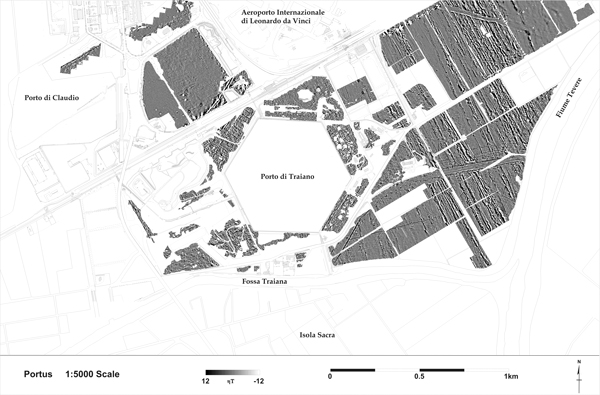 Aeroporto Internazionale
di Leonardo da Vinci
Porto di Claudio
Fiume Tevere
Porto di Traiano
Fossa Traiana
Isola Sacra
Portus 1:5000 Scale
12 ηT -12
0 0.5 1km
N